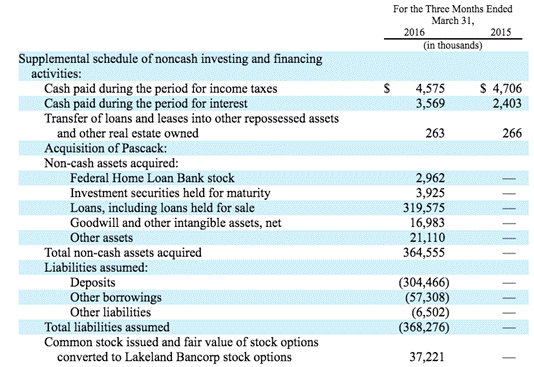 For the Three Months Ended
March 31,
2016 2015
(in thousands)
Supplemental schedule of noncash investing and financing
activities:
Cash paid during the period for income taxes $ 4,575 $ 4,706
Cash paid during the period for interest 3,569 2,403
Transfer of loans and leases into other repossessed assets
and other real estate owned 263 266
Acquisition of Pascack:
Non-cash assets acquired:
Federal Home Loan Bank stock 2,962 —
Investment securities held for maturity 3,925 —
Loans, including loans held for sale 319,575 —
Goodwill and other intangible assets, net 16,983 —
Other assets 21,110 —
Total non-cash assets acquired 364,555 —
Liabilities assumed:
Deposits (304,466) —
Other borrowings (57,308) —
Other liabilities (6,502) —
Total liabilities assumed (368,276) —
Common stock issued and fair value of stock options
converted to Lakeland Bancorp stock options 37,221 —